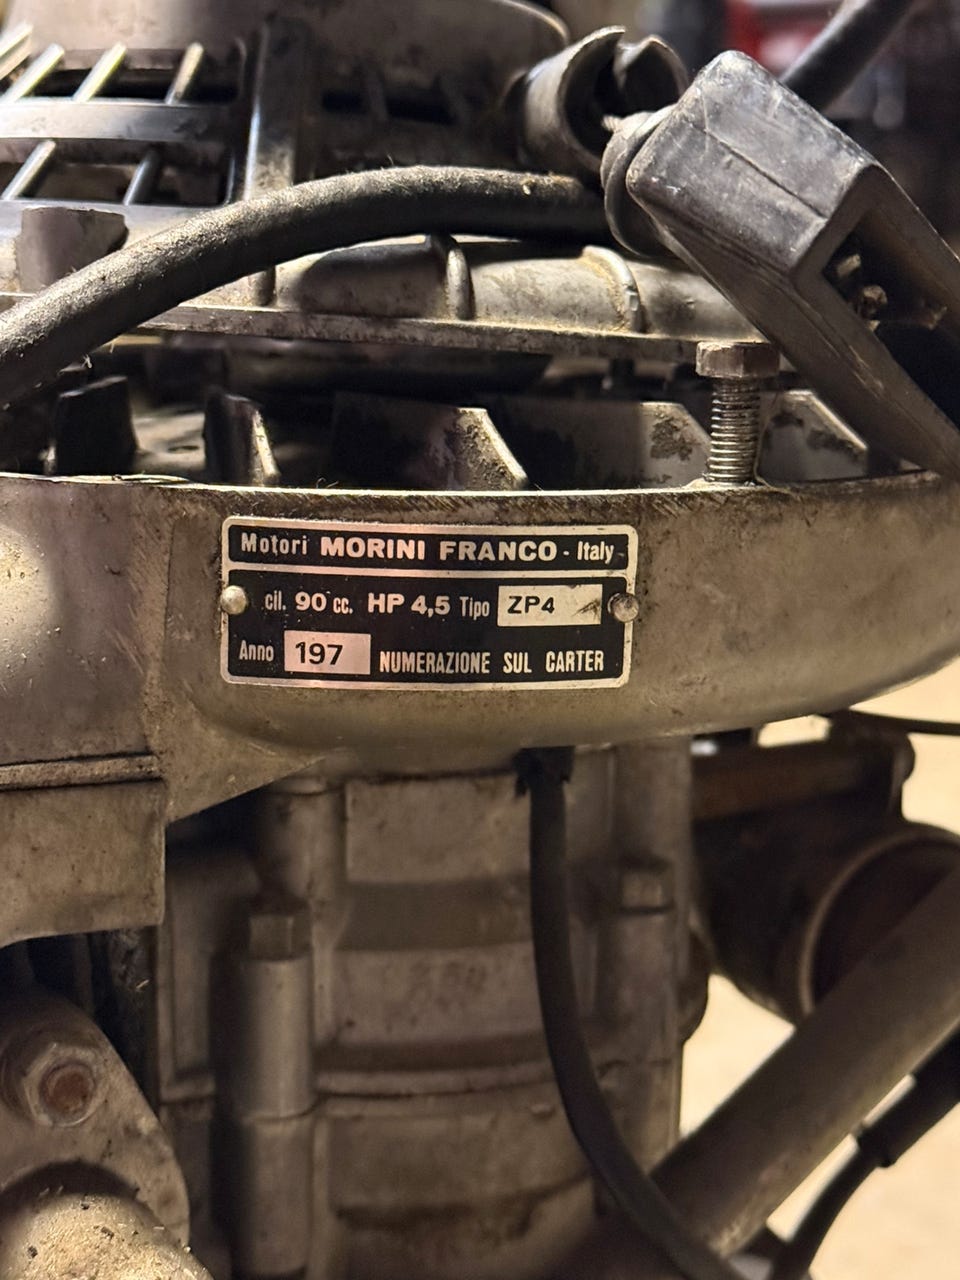 Motori MORINI FRANCO - Italy
cil. 90 cc. HP 4,5 Tipo ZP4
Anno 197 NUMERAZIONE SUL CARTER